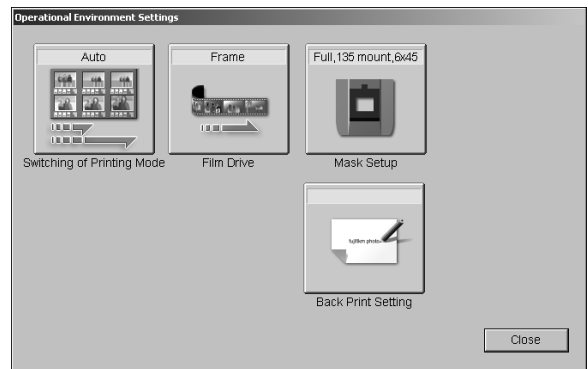 Operational Environment Settings
Auto
Frame
Full,135 mount,6x45
Switching of Printing Mode
Film Drive
Mask Setup
fujifilm photo
Back Print Setting
Close